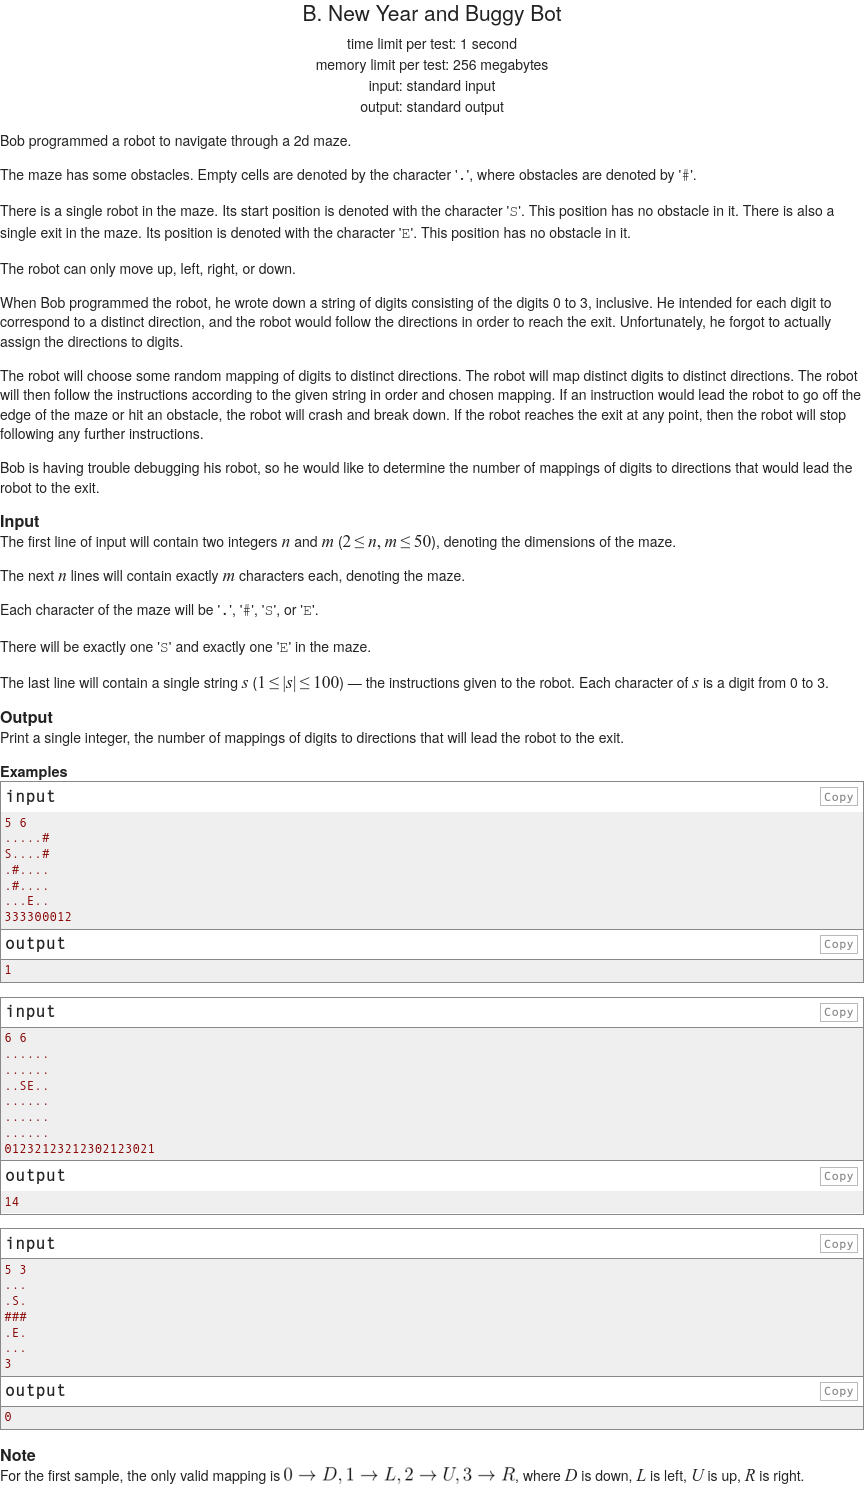 B. New Year and Buggy Bot
time limit per test: 1 second
memory limit per test: 256 megabytes
input: standard input
output: standard output
Bob programmed a robot to navigate through a 2d maze.
The maze has some obstacles. Empty cells are denoted by the character '.', where obstacles are denoted by '#'.
There is a single robot in the maze. Its start position is denoted with the character 'S'. This position has no obstacle in it. There is also a
single exit in the maze. Its position is denoted with the character 'E'. This position has no obstacle in it.
The robot can only move up, left, right, or down.
When Bob programmed the robot, he wrote down a string of digits consisting of the digits 0 to 3, inclusive. He intended for each digit to
correspond to a distinct direction, and the robot would follow the directions in order to reach the exit. Unfortunately, he forgot to actually
assign the directions to digits.
The robot will choose some random mapping of digits to distinct directions. The robot will map distinct digits to distinct directions. The robot
will then follow the instructions according to the given string in order and chosen mapping. If an instruction would lead the robot to go off the
edge of the maze or hit an obstacle, the robot will crash and break down. If the robot reaches the exit at any point, then the robot will stop
following any further instructions.
Bob is having trouble debugging his robot, so he would like to determine the number of mappings of digits to directions that would lead the
robot to the exit.
Input
The first line of input will contain two integers n and m (2 ≤ n, m ≤ 50), denoting the dimensions of the maze.
The next n lines will contain exactly m characters each, denoting the maze.
Each character of the maze will be '.', '#', 'S', or 'E'.
There will be exactly one 'S' and exactly one 'E' in the maze.
The last line will contain a single string s (1 ≤ |s| ≤ 100) — the instructions given to the robot. Each character of s is a digit from 0 to 3.
Output
Print a single integer, the number of mappings of digits to directions that will lead the robot to the exit.
Examples
input Copy
5 6
.....#
S....#
.#....
.#....
...E..
333300012
output Copy
1
input Copy
6 6
......
......
..SE..
......
......
......
01232123212302123021
output Copy
14
input Copy
5 3
...
.S.
###
.E.
...
3
output Copy
0
Note
For the first sample, the only valid mapping is 0 → D, 1 → L, 2 → U, 3 → R, where D is down, L is left, U is up, R is right.